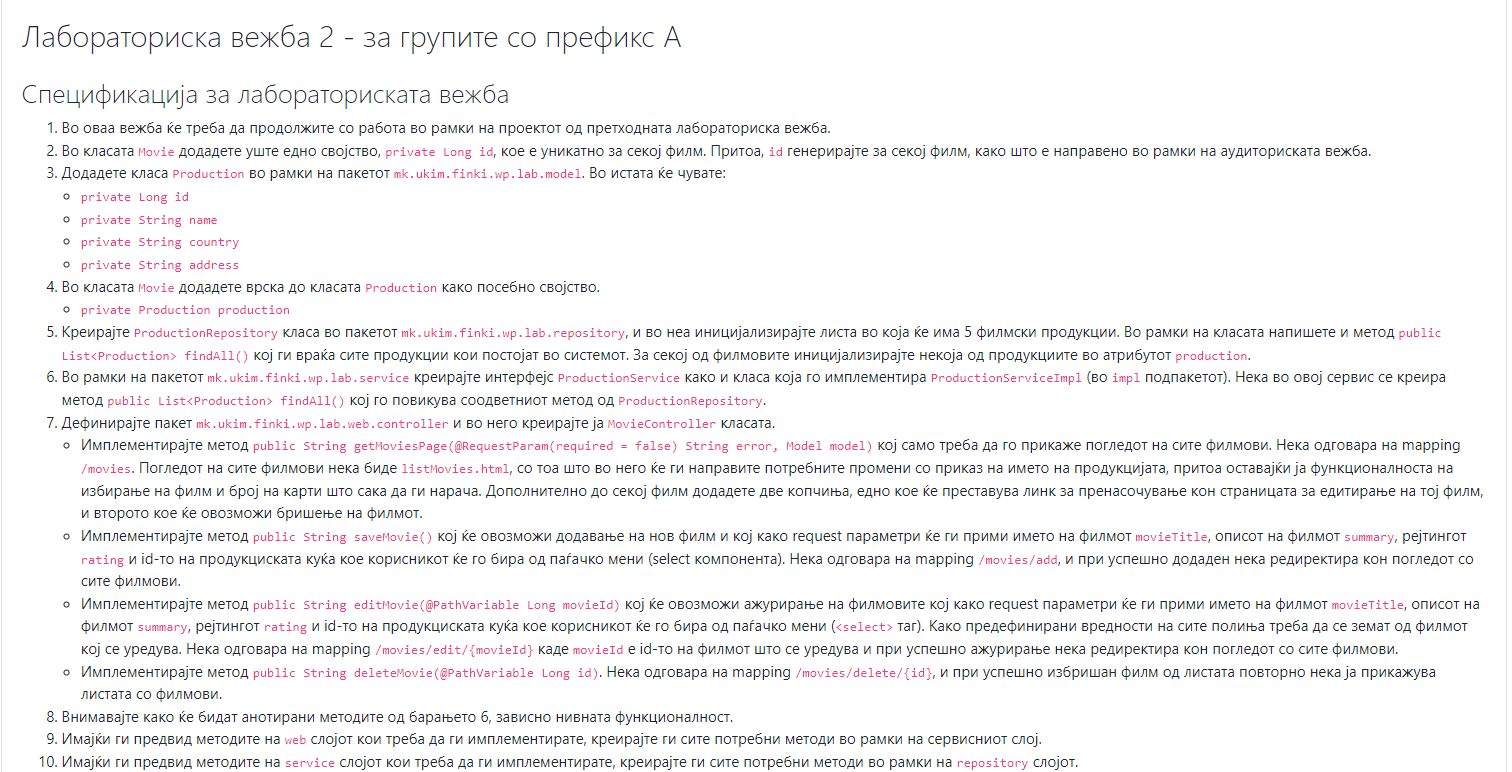 Лабораториска вежба 2 - за групите со префикс А
Спецификација за лабораториската вежба
1. Во оваа вежба ќе треба да продолжите со работа во рамки на проектот од претходната лабораториска вежба.
2. Во класата Movie додадете уште едно својство, private Long id, кое е уникатно за секој филм. Притоа, id генерирајте за секој филм, како што е направено во рамки на аудиториската вежба.
3. Додадете класа Production во рамки на пакетот mk.ukim.finki.wp.lab.model. Во истата ќе чувате:
private Long id
private String name
private String country
private String address
4. Во класата Movie додадете врска до класата Production како посебно својство.
private Production production
5. Креирајте ProductionRepository класа во пакетот mk.ukim.finki.wp.lab.repository, и во неа иницијализирајте листа во која ќе има 5 филмски продукции. Во рамки на класата напишете и метод public
List<Production> findAll() кој ги враќа сите продукции кои постојат во системот. За секој од филмовите иницијализирајте некоја од продукциите во атрибутот production.
6. Во рамки на пакетот mk.ukim.finki.wp.lab.service креирајте интерфејс ProductionService како и класа која го имплементира ProductionServiceImpl (во impl подпакетот). Нека во овој сервис се креира
метод public List<Production> findAll() кој го повикува соодветниот метод од ProductionRepository.
7. Дефинирајте пакет mk.ukim.finki.wp.lab.web.controller и во него креирајте ја MovieController класата.
Имплементирајте метод public String getMoviesPage(@RequestParam(required = false) String error, Model model) кој само треба да го прикаже погледот на сите филмови. Нека одговара на mapping
/movies. Погледот на сите филмови нека биде listMovies.html, со тоа што во него ќе ги направите потребните промени со приказ на името на продукцијата, притоа оставајќи ја функционалноста на
избирање на филм и број на карти што сака да ги нарача. Дополнително до секој филм додадете две копчиња, едно кое ќе преставува линк за пренасочување кон страницата за едитирање на тој филм,
и второто кое ќе овозможи бришење на филмот.
Имплементирајте метод public String saveMovie() кој ќе овозможи додавање на нов филм и кој како request параметри ќе ги прими името на филмот movieTitle, описот на филмот summary, рејтингот
rating и id-то на продукциската куќа кое корисникот ќе го бира од паѓачко мени (select компонента). Нека одговара на mapping /movies/add, и при успешно додаден нека редиректира кон погледот со
сите филмови.
Имплементирајте метод public String editMovie(@PathVariable Long movieId) кој ќе овозможи ажурирање на филмовите кој како request параметри ќе ги прими името на филмот movieTitle, описот на
филмот summary, рејтингот rating и id-то на продукциската куќа кое корисникот ќе го бира од паѓачко мени (<select> таг). Како предефинирани вредности на сите полиња треба да се земат од филмот
кој се уредува. Нека одговара на mapping /movies/edit/{movieId} каде movieId е id-то на филмот што се уредува и при успешно ажурирање нека редиректира кон погледот со сите филмови.
Имплементирајте метод public String deleteMovie(@PathVariable Long id). Нека одговара на mapping /movies/delete/{id}, и при успешно избришан филм од листата повторно нека ја прикажува
листата со филмови.
8. Внимавајте како ќе бидат анотирани методите од барањето 6, зависно нивната функционалност.
9. Имајќи ги предвид методите на web слојот кои треба да ги имплементирате, креирајте ги сите потребни методи во рамки на сервисниот слој.
10. Имајќи ги предвид методите на service слојот кои треба да ги имплементирате, креирајте ги сите потребни методи во рамки на repository слојот.